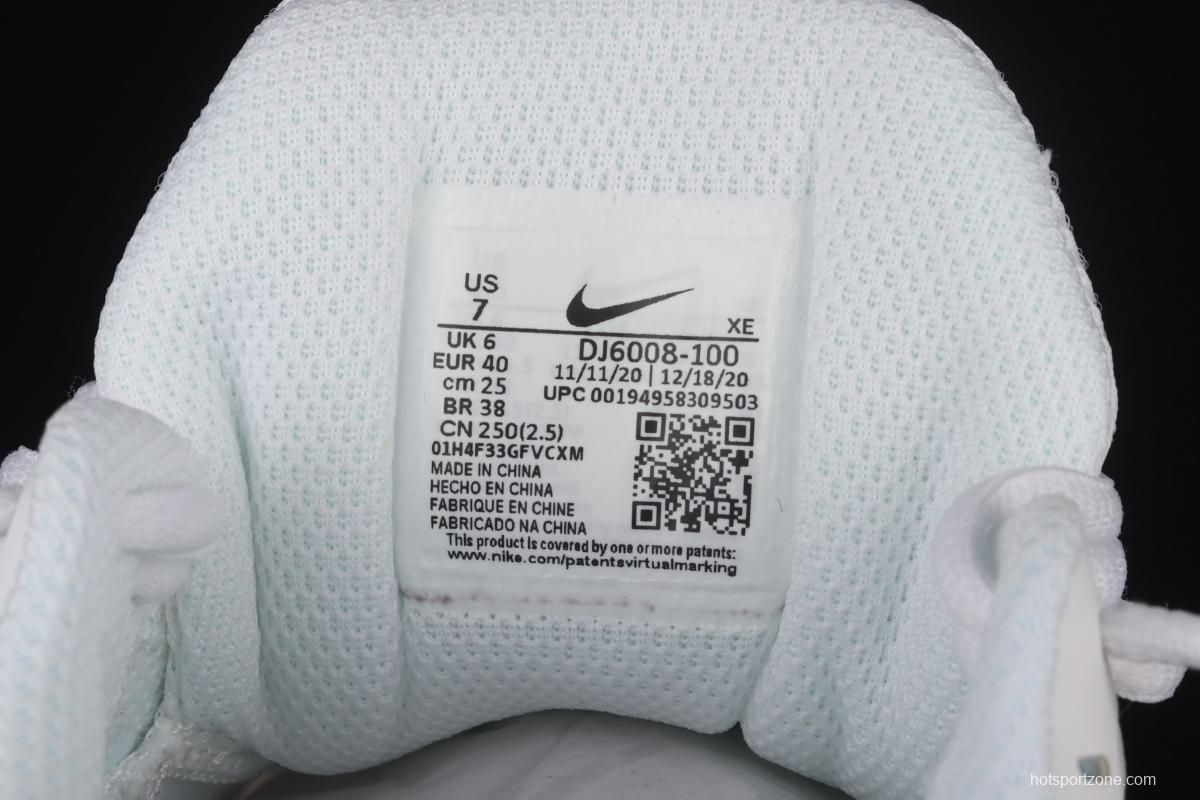 US
7
XE
UK 6
EUR 40
cm 25
BR 38
CN 250(2.5)
DJ6008-100
11/11/20 | 12/18/20
UPC 00194958309503
01H4F33GFVCXM
MADE IN CHINA
HECHO EN CHINA
FABRIQUE EN CHINE
FABRICADO NA CHINA
This product is covered by one or more patents:
www.nike.com/patentsvirtualmarking
hotsportzone.com